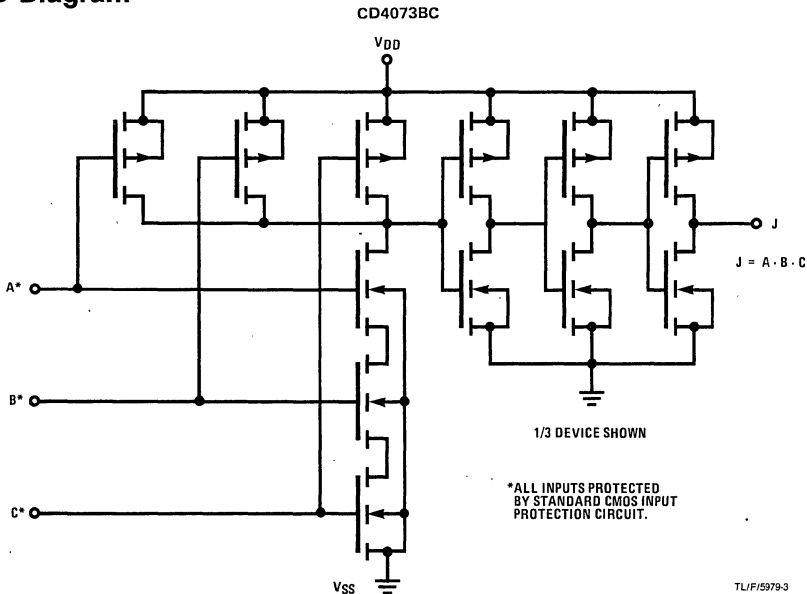 CD4073BC
VDD
J
J = A · B · C
A*
B*
C*
1/3 DEVICE SHOWN
*ALL INPUTS PROTECTED
BY STANDARD CMOS INPUT
PROTECTION CIRCUIT.
VSS
TL/F/5979-3